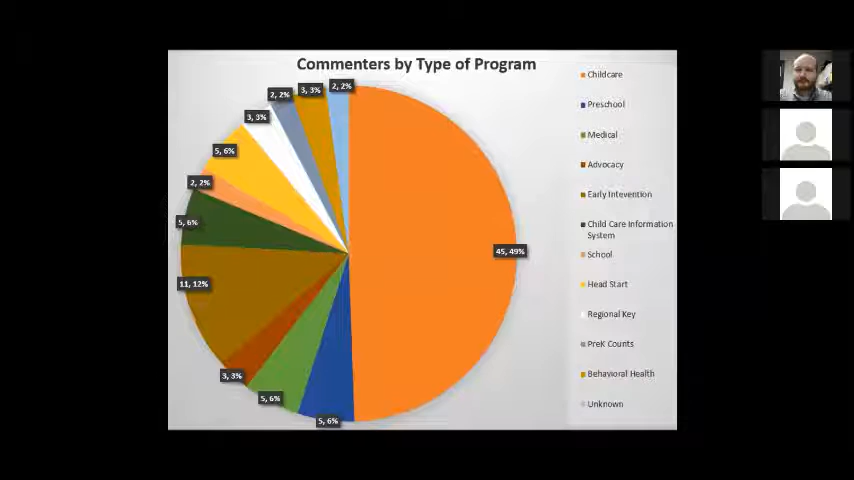 Commenters by Type of Program
2, 2%
3, 3%
2, 2%
3, 3%
5, 6%
2, 2%
5, 6%
11, 12%
3, 3%
5, 6%
5, 6%
45, 49%
Childcare
Preschool
Medical
Advocacy
Early Intevention
Child Care Information
System
School
Head Start
Regional Key
PreK Counts
Behavioral Health
Unknown